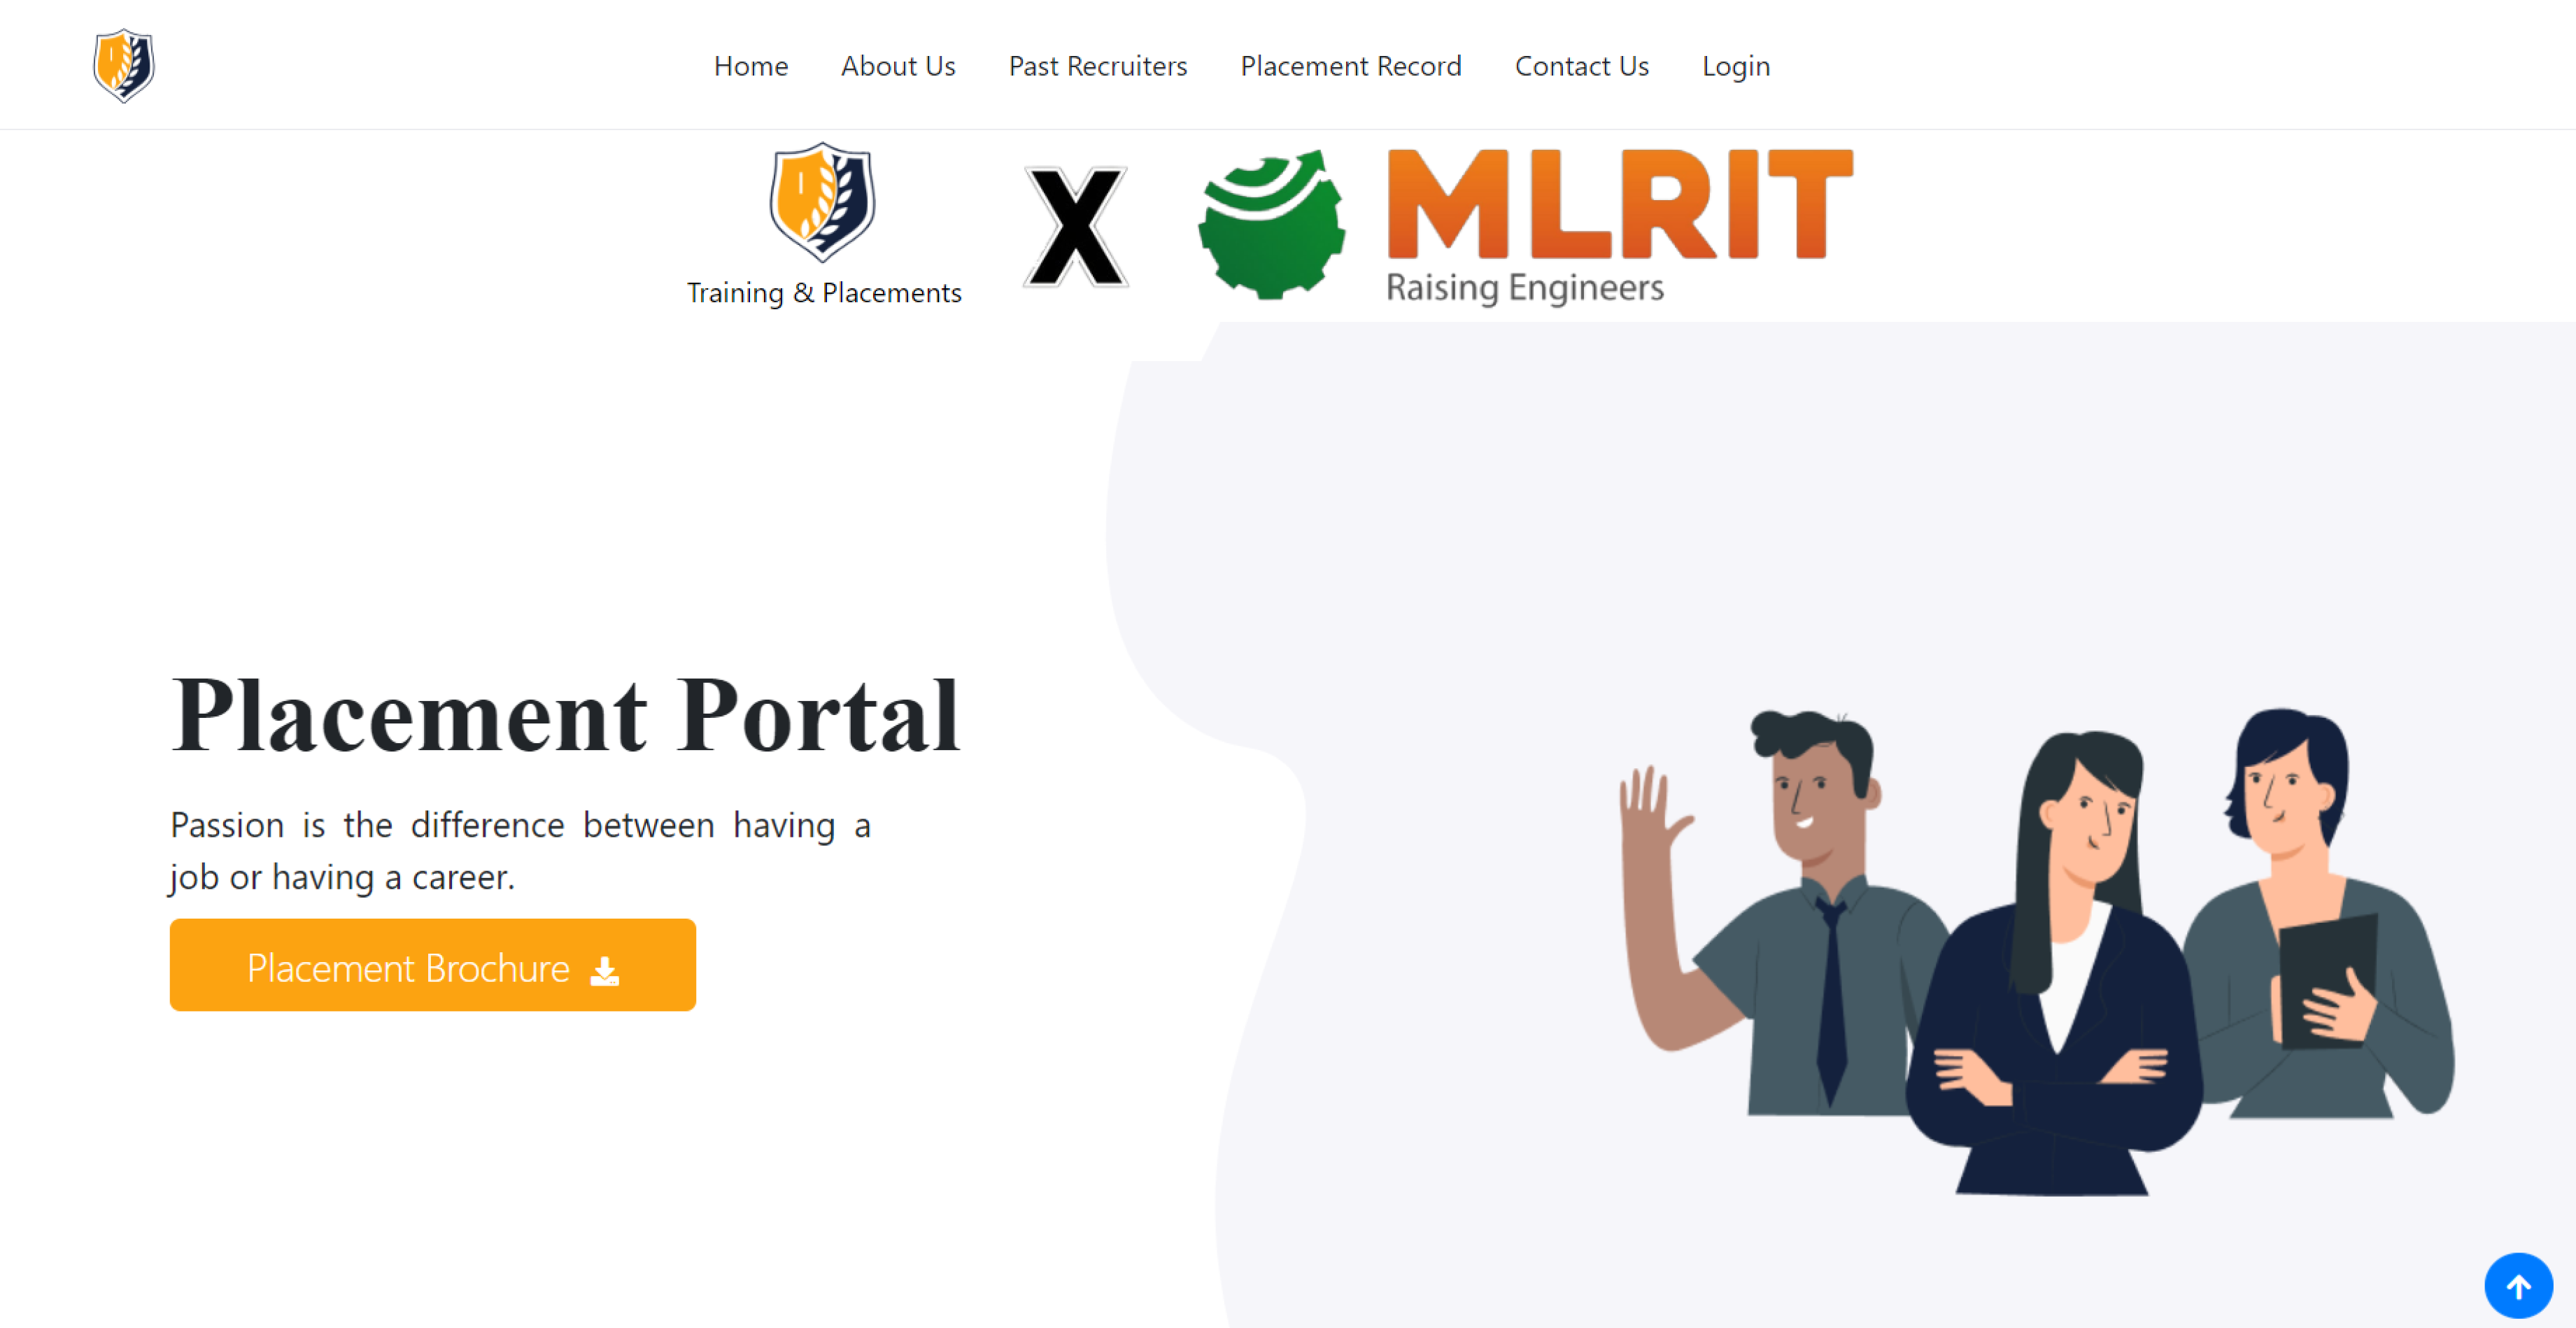 Home About Us Past Recruiters Placement Record Contact Us Login
X
MLRIT
Raising Engineers
Training & Placements
Placement Portal
Passion is the difference between having a
job or having a career.
Placement Brochure